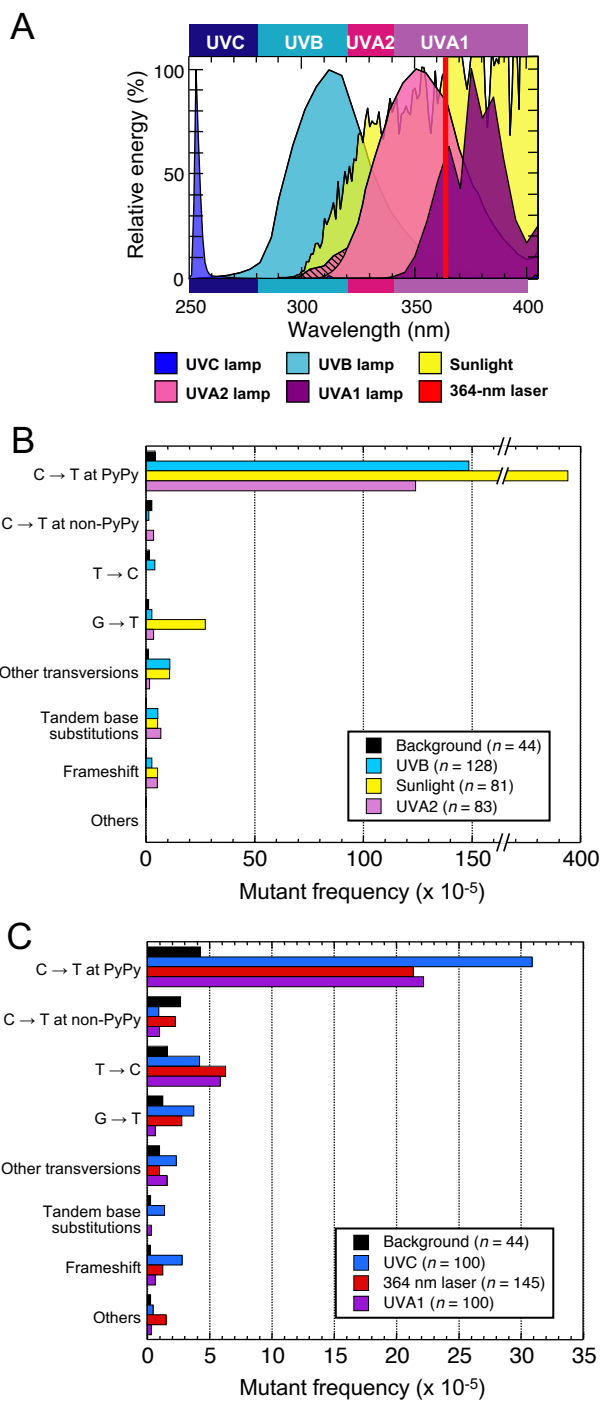 A
UVC UVB UVA2 UVA1
Relative energy (%)
100
50
0
250 300 350 400
Wavelength (nm)
UVC lamp UVB lamp Sunlight
UVA2 lamp UVA1 lamp 364-nm laser
B
C → T at PyPy
C → T at non-PyPy
T → C
G → T
Other transversions
Tandem base
substitutions
Frameshift
Others
Background (n = 44)
UVB (n = 128)
Sunlight (n = 81)
UVA2 (n = 83)
0 50 100 150 400
Mutant frequency (x 10-5)
C
C → T at PyPy
C → T at non-PyPy
T → C
G → T
Other transversions
Tandem base
substitutions
Frameshift
Others
Background (n = 44)
UVC (n = 100)
364 nm laser (n = 145)
UVA1 (n = 100)
0 5 10 15 20 25 30 35
Mutant frequency (x 10-5)